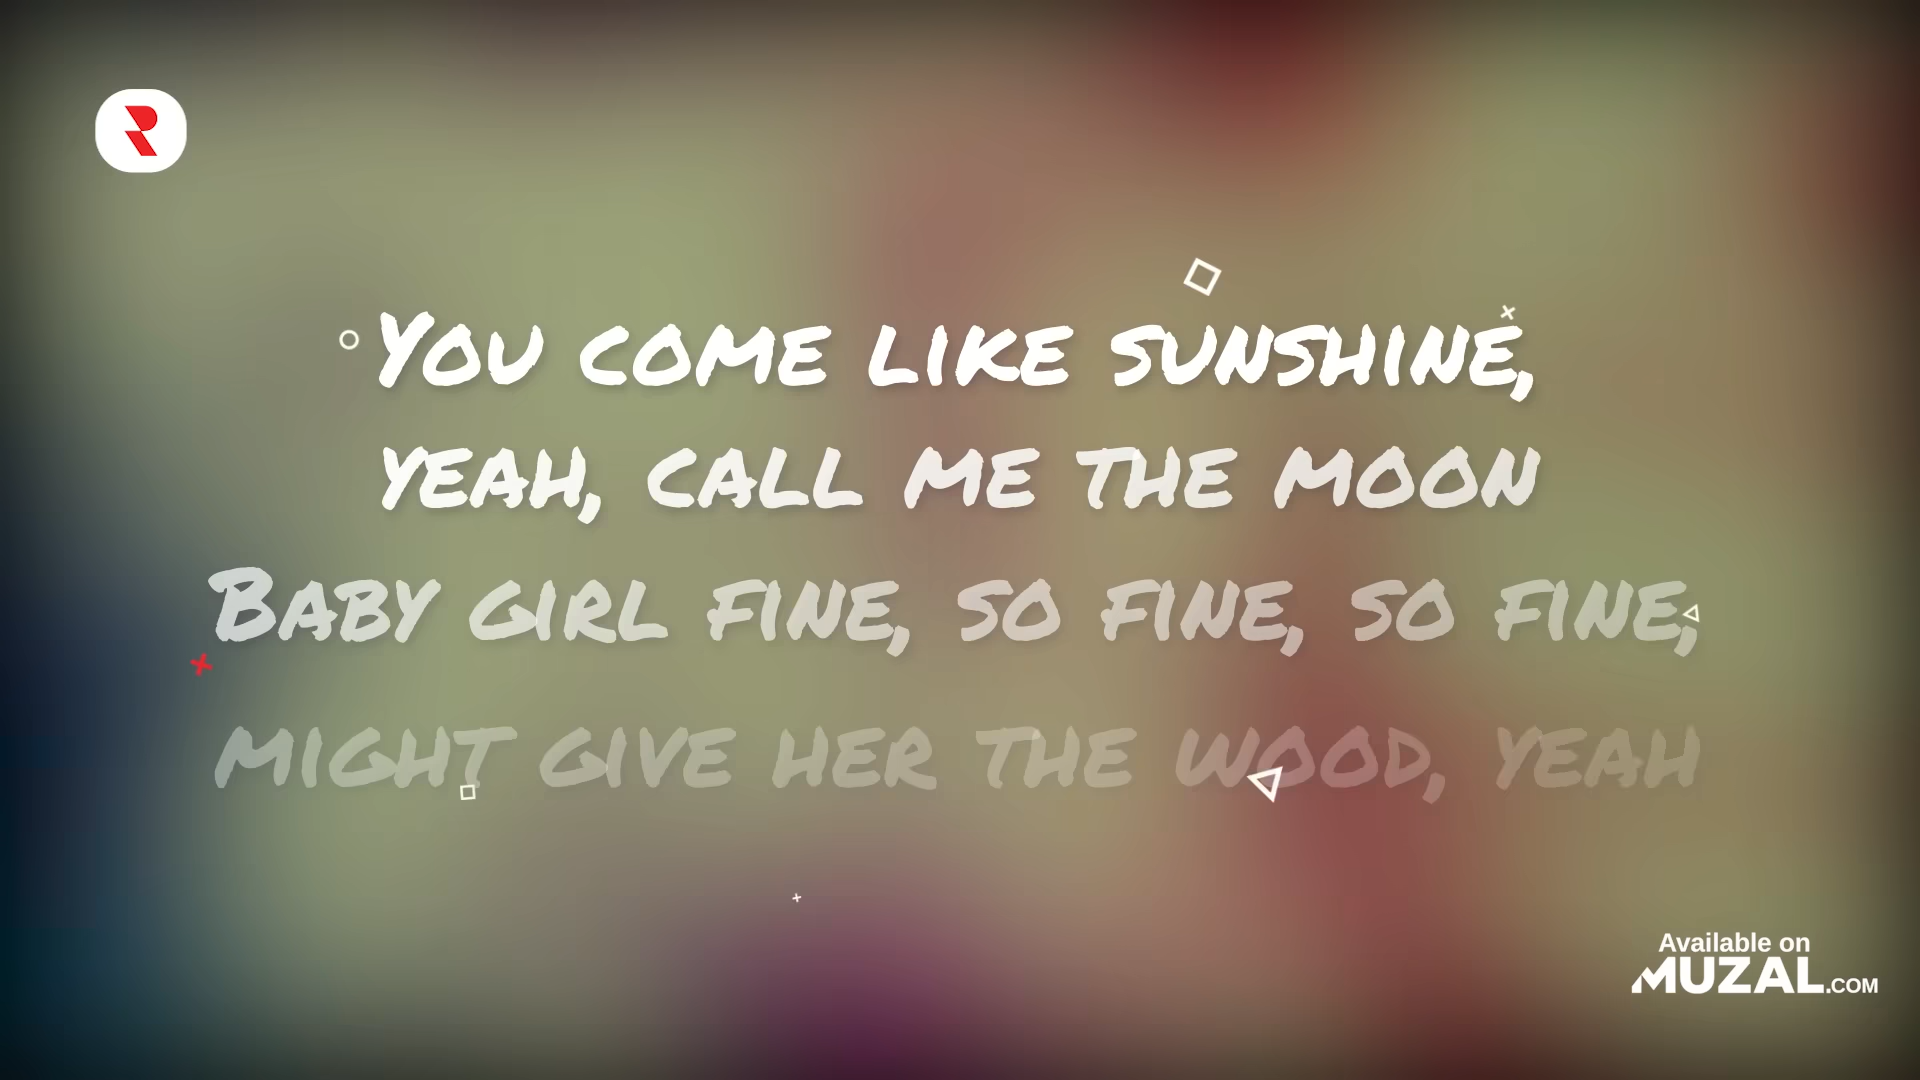 You come like sunshine,
yeah, call me the moon
Baby girl fine, so fine, so fine,
might give her the wood, yeah
Available on
MUZAL.COM